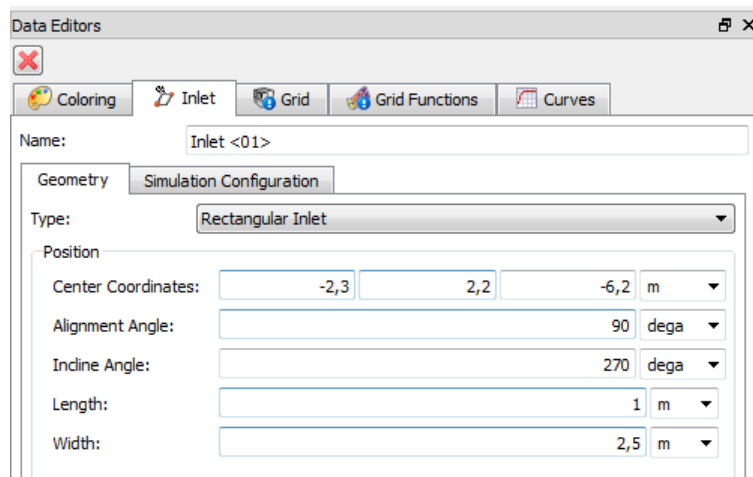 Data Editors
Coloring Inlet Grid Grid Functions Curves
Name: Inlet <01>
Geometry Simulation Configuration
Type: Rectangular Inlet
Position
Center Coordinates: -2,3 2,2 -6,2 m
Alignment Angle: 90 dega
Incline Angle: 270 dega
Length: 1 m
Width: 2,5 m